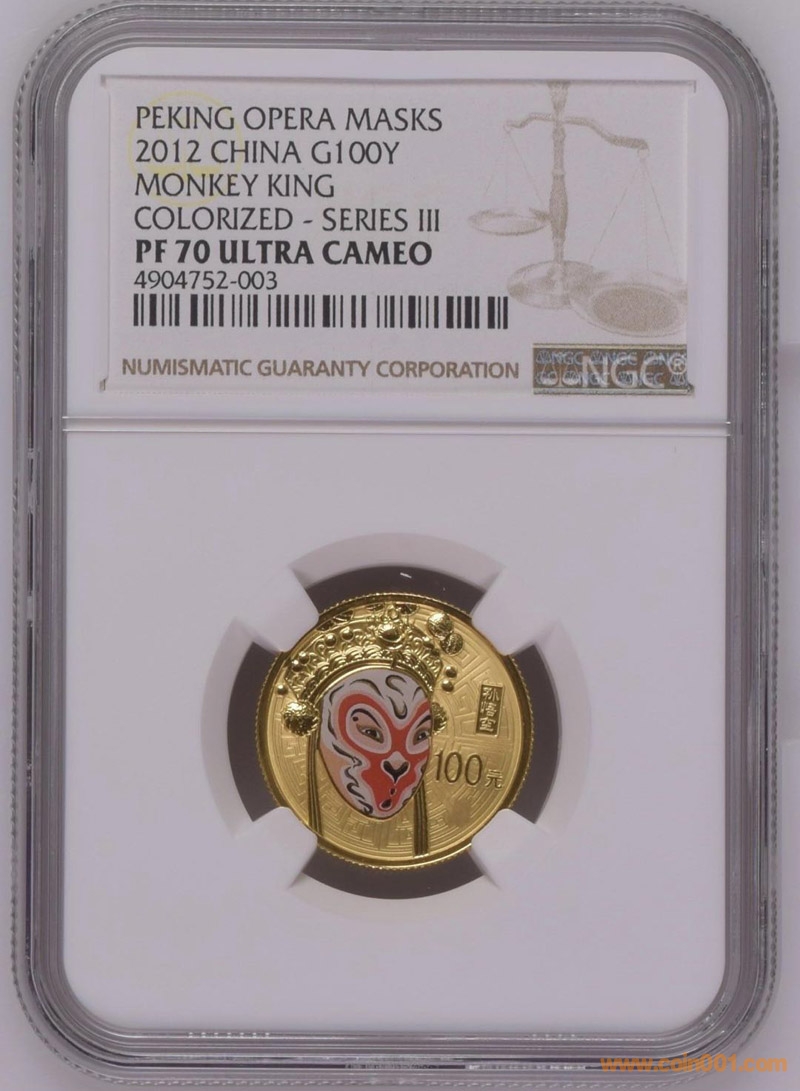 PEKING OPERA MASKS
2012 CHINA G100Y
MONKEY KING
COLORIZED - SERIES III
PF 70 ULTRA CAMEO
4904752-003
NUMISMATIC GUARANTY CORPORATION
NGC®
孙悟空
100元
www.coin001.com